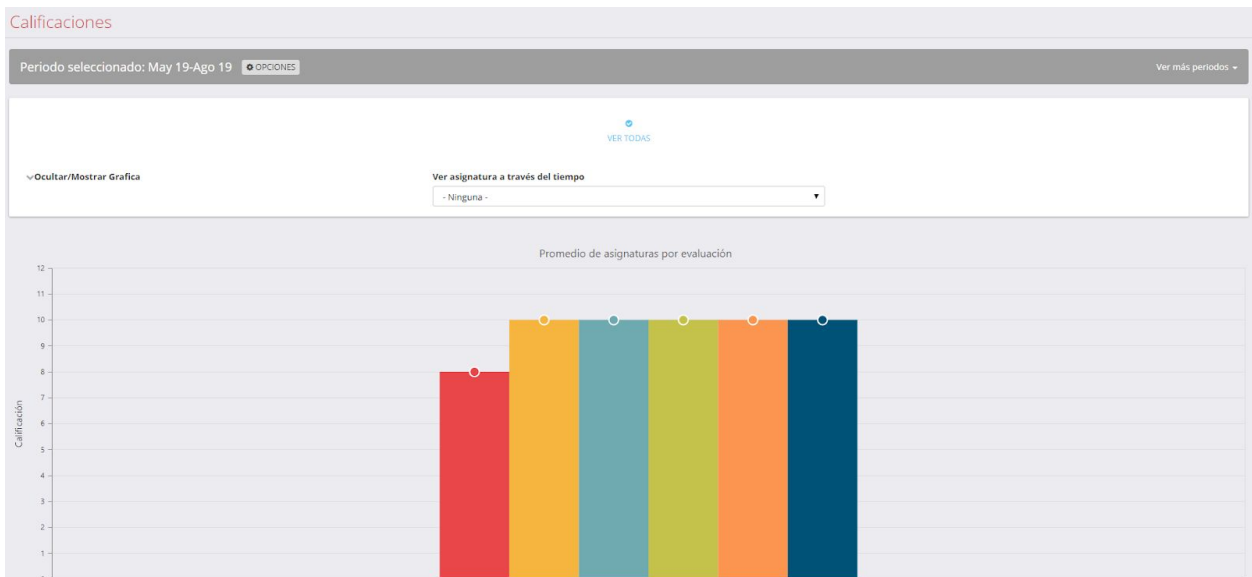 Calificaciones
Periodo seleccionado: May 19-Ago 19 OPCIONES Ver más periodos
VER TODAS
Ocultar/Mostrar Grafica Ver asignatura a través del tiempo
- Ninguna -
Promedio de asignaturas por evaluación
12
11
10
9
8
7
6
5
4
3
2
1
Calificación